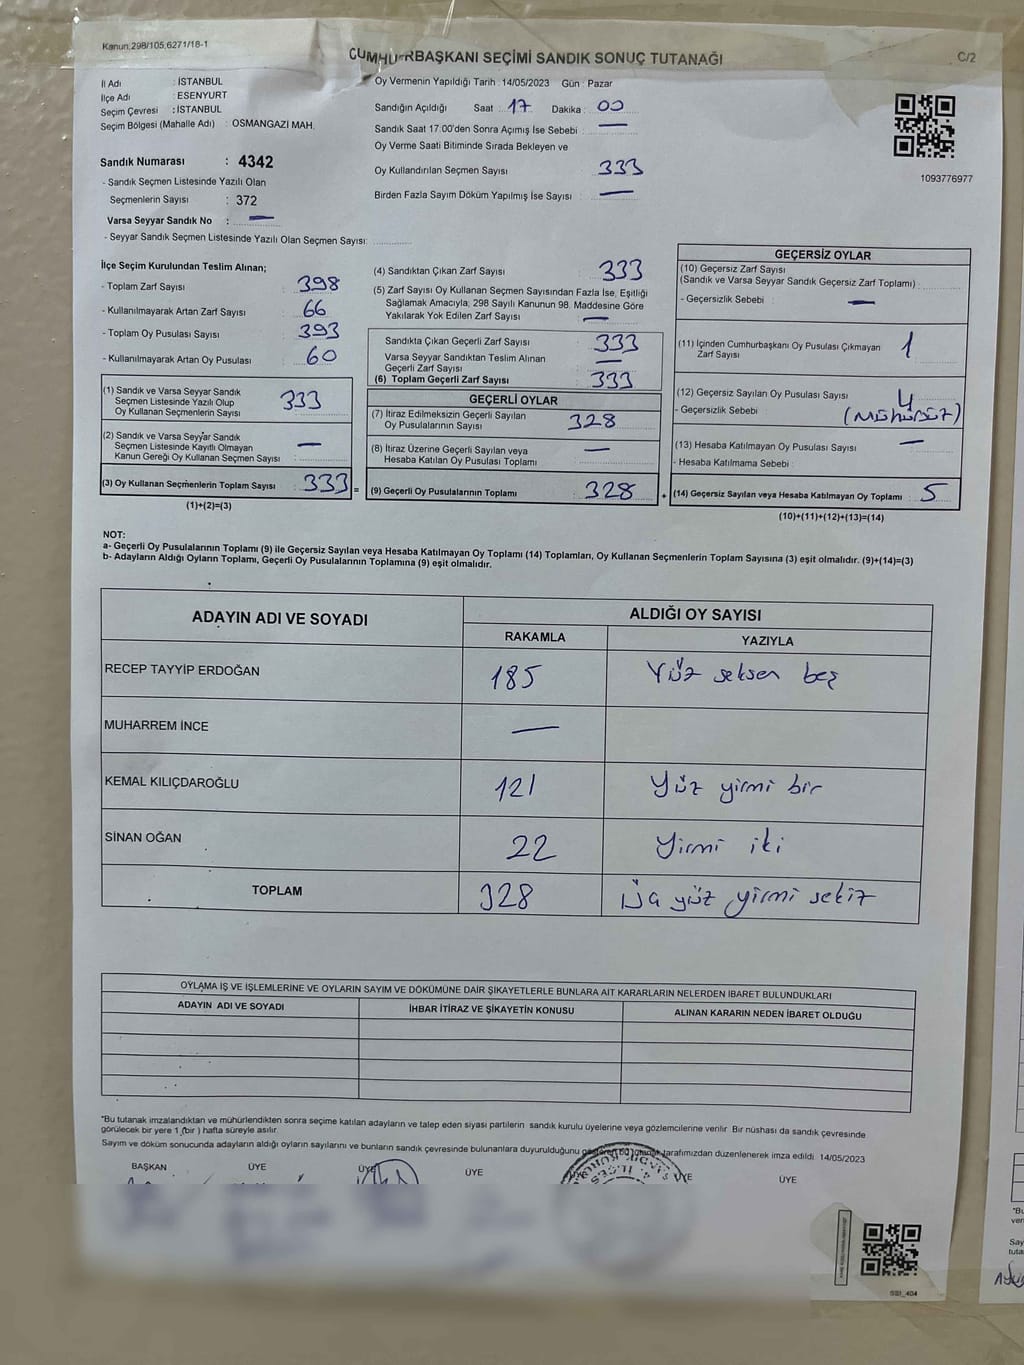 Kanun;298/105;6271/18-1
CUMHURBAŞKANI SEÇİMİ SANDIK SONUÇ TUTANAĞI
C/2
İl Adı : İSTANBUL
İlçe Adı : ESENYURT
Seçim Çevresi : İSTANBUL
Seçim Bölgesi (Mahalle Adı) : OSMANGAZİ MAH.
Sandık Numarası : 4342
- Sandık Seçmen Listesinde Yazılı Olan
Seçmenlerin Sayısı : 372
Varsa Seyyar Sandık No : —
- Seyyar Sandık Seçmen Listesinde Yazılı Olan Seçmen Sayısı:
Oy Vermenin Yapıldığı Tarih : 14/05/2023 Gün : Pazar
Sandığın Açıldığı Saat : 17 Dakika : 00
Sandık Saat 17:00'den Sonra Açımış İse Sebebi : —
Oy Verme Saati Bitiminde Sırada Bekleyen ve
Oy Kullandırılan Seçmen Sayısı : 333
Birden Fazla Sayım Döküm Yapılmış İse Sayısı : —
1093776977
İlçe Seçim Kurulundan Teslim Alınan;
- Toplam Zarf Sayısı : 398
- Kullanılmayarak Artan Zarf Sayısı : 66
- Toplam Oy Pusulası Sayısı : 393
- Kullanılmayarak Artan Oy Pusulası : 60
(1) Sandık ve Varsa Seyyar Sandık
Seçmen Listesinde Yazılı Olup
Oy Kullanan Seçmenlerin Sayısı : 333
(2) Sandık ve Varsa Seyyar Sandık
Seçmen Listesinde Kayıtlı Olmayan
Kanun Gereği Oy Kullanan Seçmen Sayısı : —
(3) Oy Kullanan Seçmenlerin Toplam Sayısı : 333 =
(1)+(2)=(3)
(4) Sandıktan Çıkan Zarf Sayısı : 333
(5) Zarf Sayısı Oy Kullanan Seçmen Sayısından Fazla İse, Eşitliği
Sağlamak Amacıyla; 298 Sayılı Kanunun 98. Maddesine Göre
Yakılarak Yok Edilen Zarf Sayısı : —
Sandıkta Çıkan Geçerli Zarf Sayısı : 333
Varsa Seyyar Sandıktan Teslim Alınan
Geçerli Zarf Sayısı : —
(6) Toplam Geçerli Zarf Sayısı : 333
GEÇERLİ OYLAR
(7) İtiraz Edilmeksizin Geçerli Sayılan
Oy Pusulalarının Sayısı : 328
(8) İtiraz Üzerine Geçerli Sayılan veya
Hesaba Katılan Oy Pusulası Toplamı : —
(9) Geçerli Oy Pusulalarının Toplamı : 328 +
GEÇERSİZ OYLAR
(10) Geçersiz Zarf Sayısı
(Sandık ve Varsa Seyyar Sandık Geçersiz Zarf Toplamı) :
- Geçersizlik Sebebi : —
(11) İçinden Cumhurbaşkanı Oy Pusulası Çıkmayan
Zarf Sayısı : 1
(12) Geçersiz Sayılan Oy Pusulası Sayısı : 4
- Geçersizlik Sebebi : (MÜHÜRSÜZ)
(13) Hesaba Katılmayan Oy Pusulası Sayısı : —
- Hesaba Katılmama Sebebi :
(14) Geçersiz Sayılan veya Hesaba Katılmayan Oy Toplamı : 5
(10)+(11)+(12)+(13)=(14)
NOT:
a- Geçerli Oy Pusulalarının Toplamı (9) ile Geçersiz Sayılan veya Hesaba Katılmayan Oy Toplamı (14) Toplamları, Oy Kullanan Seçmenlerin Toplam Sayısına (3) eşit olmalıdır. (9)+(14)=(3)
b- Adayların Aldığı Oyların Toplamı, Geçerli Oy Pusulalarının Toplamına (9) eşit olmalıdır.
ADAYIN ADI VE SOYADI
ALDIĞI OY SAYISI
RAKAMLA YAZIYLA
RECEP TAYYİP ERDOĞAN 185 Yüz seksen beş
MUHARREM İNCE —
KEMAL KILIÇDAROĞLU 121 Yüz yirmi bir
SİNAN OĞAN 22 Yirmi iki
TOPLAM 328 Üç yüz yirmi sekiz
OYLAMA İŞ VE İŞLEMLERİNE VE OYLARIN SAYIM VE DÖKÜMÜNE DAİR ŞİKAYETLERLE BUNLARA AİT KARARLARIN NELERDEN İBARET BULUNDUKLARI
ADAYIN ADI VE SOYADI İHBAR İTİRAZ VE ŞİKAYETİN KONUSU ALINAN KARARIN NEDEN İBARET OLDUĞU
"Bu tutanak imzalandıktan ve mühürlendikten sonra seçime katılan adayların ve talep eden siyasi partilerin sandık kurulu üyelerine veya gözlemcilerine verilir. Bir nüshası da sandık çevresinde
görülecek bir yere 1 (bir) hafta süreyle asılır.
Sayım ve döküm sonucunda adayların aldığı oyların sayılarını ve bunların sandık çevresinde bulunanlara duyurulduğunu gösteren bu tutanak tarafımızdan düzenlenerek imza edildi. 14/05/2023
BAŞKAN ÜYE ÜYE ÜYE ÜYE ÜYE ÜYE
SSI_404
"Bu
Say
tuta